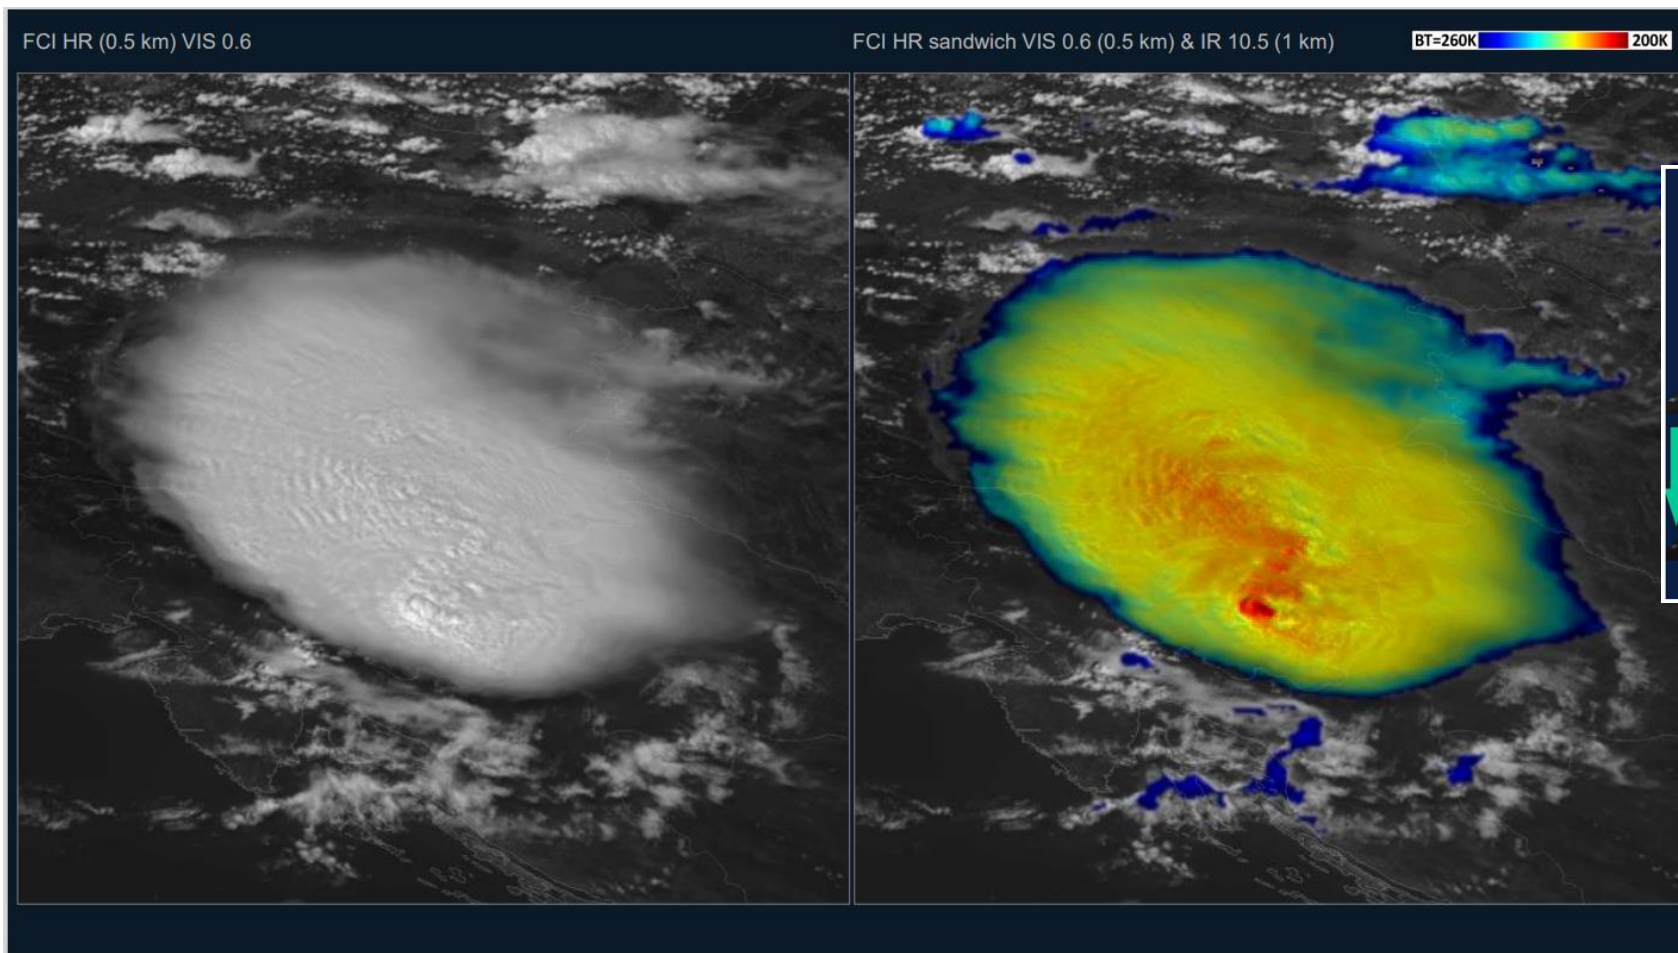 FCI HR (0.5 km) VIS 0.6
FCI HR sandwich VIS 0.6 (0.5 km) & IR 10.5 (1 km)
BT=260K 200K